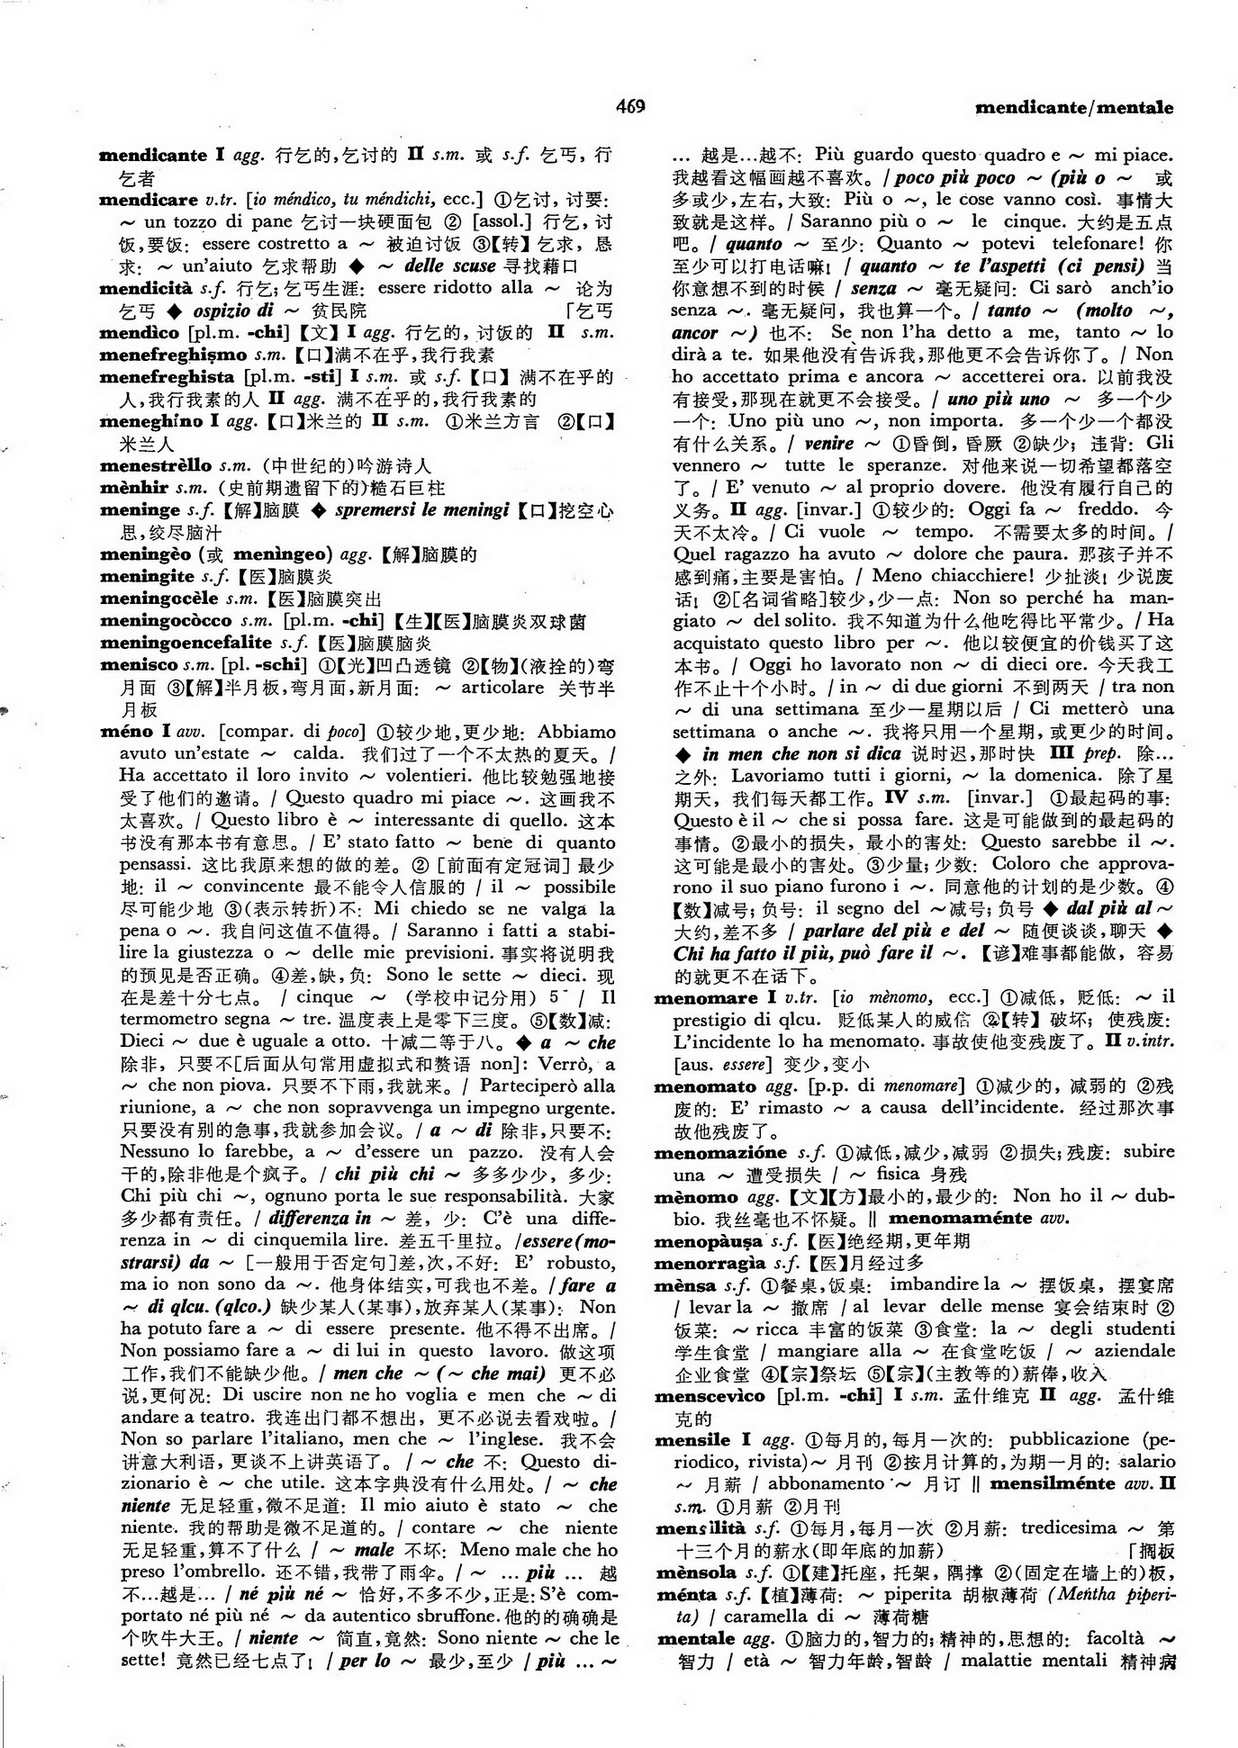 469
mendicante/mentale
mendicante I agg. 行乞的,乞讨的 II s.m. 或 s.f. 乞丐, 行
乞者
mendicare v.tr. [io méndico, tu méndichi, ecc.] ①乞讨, 讨要:
～ un tozzo di pane 乞讨一块硬面包 ② [assol.] 行乞, 讨
饭,要饭: essere costretto a ～ 被迫讨饭 ③【转】乞求, 恳
求: ～ un'aiuto 乞求帮助 ◆ ～ delle scuse 寻找藉口
mendicità s.f. 行乞; 乞丐生涯: essere ridotto alla ～ 论为
乞丐 ◆ ospizio di ～ 贫民院 「乞丐
mendìco [pl.m. -chi]【文】I agg. 行乞的, 讨饭的 II s.m.
menefreghişmo s.m.【口】满不在乎,我行我素
menefreghista [pl.m. -sti] I s.m. 或 s.f.【口】满不在乎的
人,我行我素的人 II agg. 满不在乎的,我行我素的
meneghino I agg.【口】米兰的 II s.m. ①米兰方言 ②【口】
米兰人
menestrèllo s.m. (中世纪的)吟游诗人
mènhir s.m. (史前期遗留下的)糙石巨柱
meninge s.f.【解】脑膜 ◆ spremersi le meningi【口】挖空心
思,绞尽脑汁
meningèo (或 menìngeo) agg.【解】脑膜的
meningite s.f.【医】脑膜炎
meningocèle s.m.【医】脑膜突出
meningocòcco s.m. [pl.m. -chi]【生】【医】脑膜炎双球菌
meningoencefalite s.f.【医】脑膜脑炎
menisco s.m. [pl. -schi] ①【光】凹凸透镜 ②【物】(液拴的)弯
月面 ③【解】半月板,弯月面,新月面: ～ articolare 关节半
月板
méno I avv. [compar. di poco] ①较少地,更少地: Abbiamo
avuto un'estate ～ calda. 我们过了一个不太热的夏天。/
Ha accettato il loro invito ～ volentieri. 他比较勉强地接
受了他们的邀请。/ Questo quadro mi piace ～. 这画我不
太喜欢。/ Questo libro è ～ interessante di quello. 这本
书没有那本书有意思。/ E' stato fatto ～ bene di quanto
pensassi. 这比我原来想的做的差。② [前面有定冠词] 最少
地: il ～ convincente 最不能令人信服的 / il ～ possibile
尽可能少地 ③(表示转折)不: Mi chiedo se ne valga la
pena o ～. 我自问这值不值得。/ Saranno i fatti a stabi-
lire la giustezza o ～ delle mie previsioni. 事实将说明我
的预见是否正确。④差,缺,负: Sono le sette ～ dieci. 现
在是差十分七点。 / cinque ～ (学校中记分用) 5⁻ / Il
termometro segna ～ tre. 温度表上是零下三度。⑤【数】减:
Dieci ～ due è uguale a otto. 十减二等于八。◆ a ～ che
除非, 只要不[后面从句常用虚拟式和赘语 non]: Verrò, a
～ che non piova. 只要不下雨,我就来。/ Parteciperò alla
riunione, a ～ che non sopravvenga un impegno urgente.
只要没有别的急事,我就参加会议。/ a ～ di 除非,只要不:
Nessuno lo farebbe, a ～ d'essere un pazzo. 没有人会
干的,除非他是个疯子。/ chi più chi ～ 多多少少, 多少:
Chi più chi ～, ognuno porta le sue responsabilità. 大家
多少都有责任。/ differenza in ～ 差, 少: C'è una diffe-
renza in ～ di cinquemila lire. 差五千里拉。/essere (mo-
strarsi) da ～ [一般用于否定句]差,次,不好: E' robusto,
ma io non sono da ～. 他身体结实,可我也不差。/fare a
～ di qlcu. (qlco.) 缺少某人(某事),放弃某人(某事): Non
ha potuto fare a ～ di essere presente. 他不得不出席。/
Non possiamo fare a ～ di lui in questo lavoro. 做这项
工作,我们不能缺少他。/ men che ～ (～ che mai) 更不必
说,更何况: Di uscire non ne ho voglia e men che ～ di
andare a teatro. 我连出门都不想出, 更不必说去看戏啦。/
Non so parlare l'italiano, men che ～ l'inglese. 我不会
讲意大利语, 更谈不上讲英语了。/ ～ che 不: Questo di-
zionario è ～ che utile. 这本字典没有什么用处。/ ～ che
niente 无足轻重,微不足道: Il mio aiuto è stato ～ che
niente. 我的帮助是微不足道的。/ contare ～ che niente
无足轻重,算不了什么 / ～ male 不坏: Meno male che ho
preso l'ombrello. 还不错,我带了雨伞。/ ～ ... più ... 越
不...越是... / né più né ～ 恰好,不多不少,正是: S'è com-
portato né più né ～ da autentico sbruffone. 他的的确确是
个吹牛大王。/ niente ～ 简直,竟然: Sono niente ～ che le
sette! 竟然已经七点了! / per lo ～ 最少,至少 / più ... ～
... 越是...越不: Più guardo questo quadro e ～ mi piace.
我越看这幅画越不喜欢。/ poco più poco ～ (più o ～ 或
多或少,左右,大致: Più o ～, le cose vanno così. 事情大
致就是这样。/ Saranno più o ～ le cinque. 大约是五点
吧。/ quanto ～ 至少: Quanto ～ potevi telefonare! 你
至少可以打电话嘛! / quanto ～ te l'aspetti (ci pensi) 当
你意想不到的时候 / senza ～ 毫无疑问: Ci sarò anch'io
senza ～. 毫无疑问, 我也算一个。/ tanto ～ (molto ～,
ancor ～) 也不: Se non l'ha detto a me, tanto ～ lo
dirà a te. 如果他没有告诉我,那他更不会告诉你了。/ Non
ho accettato prima e ancora ～ accetterei ora. 以前我没
有接受,那现在就更不会接受。/ uno più uno ～ 多一个少
一个: Uno più uno ～, non importa. 多一个少一个都没
有什么关系。/ venire ～ ①昏倒, 昏厥 ②缺少; 违背: Gli
vennero ～ tutte le speranze. 对他来说一切希望都落空
了。/ E' venuto ～ al proprio dovere. 他没有履行自己的
义务。II agg. [invar.] ①较少的: Oggi fa ～ freddo. 今
天不太冷。/ Ci vuole ～ tempo. 不需要太多的时间。/
Quel ragazzo ha avuto ～ dolore che paura. 那孩子并不
感到痛,主要是害怕。/ Meno chiacchiere! 少扯淡! 少说废
话! ②[名词省略]较少,少一点: Non so perché ha man-
giato ～ del solito. 我不知道为什么他吃得比平常少。/ Ha
acquistato questo libro per ～. 他以较便宜的价钱买了这
本书。/ Oggi ho lavorato non ～ di dieci ore. 今天我工
作不止十个小时。/ in ～ di due giorni 不到两天 / tra non
～ di una settimana 至少一星期以后 / Ci metterò una
settimana o anche ～. 我将只用一个星期, 或更少的时间。
◆ in men che non si dica 说时迟,那时快 III prep. 除...
之外: Lavoriamo tutti i giorni, ～ la domenica. 除了星
期天, 我们每天都工作。IV s.m. [invar.] ①最起码的事:
Questo è il ～ che si possa fare. 这是可能做到的最起码的
事情。②最小的损失, 最小的害处: Questo sarebbe il ～.
这可能是最小的害处。③少量; 少数: Coloro che approva-
rono il suo piano furono i ～. 同意他的计划的是少数。④
【数】减号; 负号: il segno del ～减号; 负号 ◆ dal più al ～
大约,差不多 / parlare del più e del ～ 随便谈谈,聊天 ◆
Chi ha fatto il più, può fare il ～.【谚】难事都能做, 容易
的就更不在话下。
menomare I v.tr. [io mènomo, ecc.] ①减低, 贬低: ～ il
prestigio di qlcu. 贬低某人的威信 ②【转】破坏; 使残废:
L'incidente lo ha menomato. 事故使他变残废了。II v.intr.
[aus. essere] 变少,变小
menomato agg. [p.p. di menomare] ①减少的, 减弱的 ②残
废的: E' rimasto ～ a causa dell'incidente. 经过那次事
故他残废了。
menomazióne s.f. ①减低,减少,减弱 ②损失; 残废: subire
una ～ 遭受损失 / ～ fisica 身残
mènomo agg.【文】【方】最小的,最少的: Non ho il ～ dub-
bio. 我丝毫也不怀疑。‖ menomaménte avv.
menopàuşa s.f.【医】绝经期,更年期
menorragìa s.f.【医】月经过多
mènsa s.f. ①餐桌,饭桌: imbandire la ～ 摆饭桌, 摆宴席
/ levar la ～ 撤席 / al levar delle mense 宴会结束时 ②
饭菜: ～ ricca 丰富的饭菜 ③食堂: la ～ degli studenti
学生食堂 / mangiare alla ～ 在食堂吃饭 / ～ aziendale
企业食堂 ④【宗】祭坛 ⑤【宗】(主教等的)薪俸,收入
menscevìco [pl.m. -chi] I s.m. 孟什维克 II agg. 孟什维
克的
mensile I agg. ①每月的,每月一次的: pubblicazione (pe-
riodico, rivista)～ 月刊 ②按月计算的,为期一月的: salario
～ 月薪 / abbonamento ～ 月订 ‖ mensilménte avv. II
s.m. ①月薪 ②月刊
mensilità s.f. ①每月,每月一次 ②月薪: tredicesima ～ 第
十三个月的薪水(即年底的加薪) 「搁板
mènsola s.f. ①【建】托座, 托架, 隅撑 ②(固定在墙上的)板,
ménta s.f.【植】薄荷: ～ piperita 胡椒薄荷 (Mentha piperi-
ta) / caramella di ～ 薄荷糖
mentale agg. ①脑力的,智力的; 精神的,思想的: facoltà ～
智力 / età ～ 智力年龄,智龄 / malattie mentali 精神病